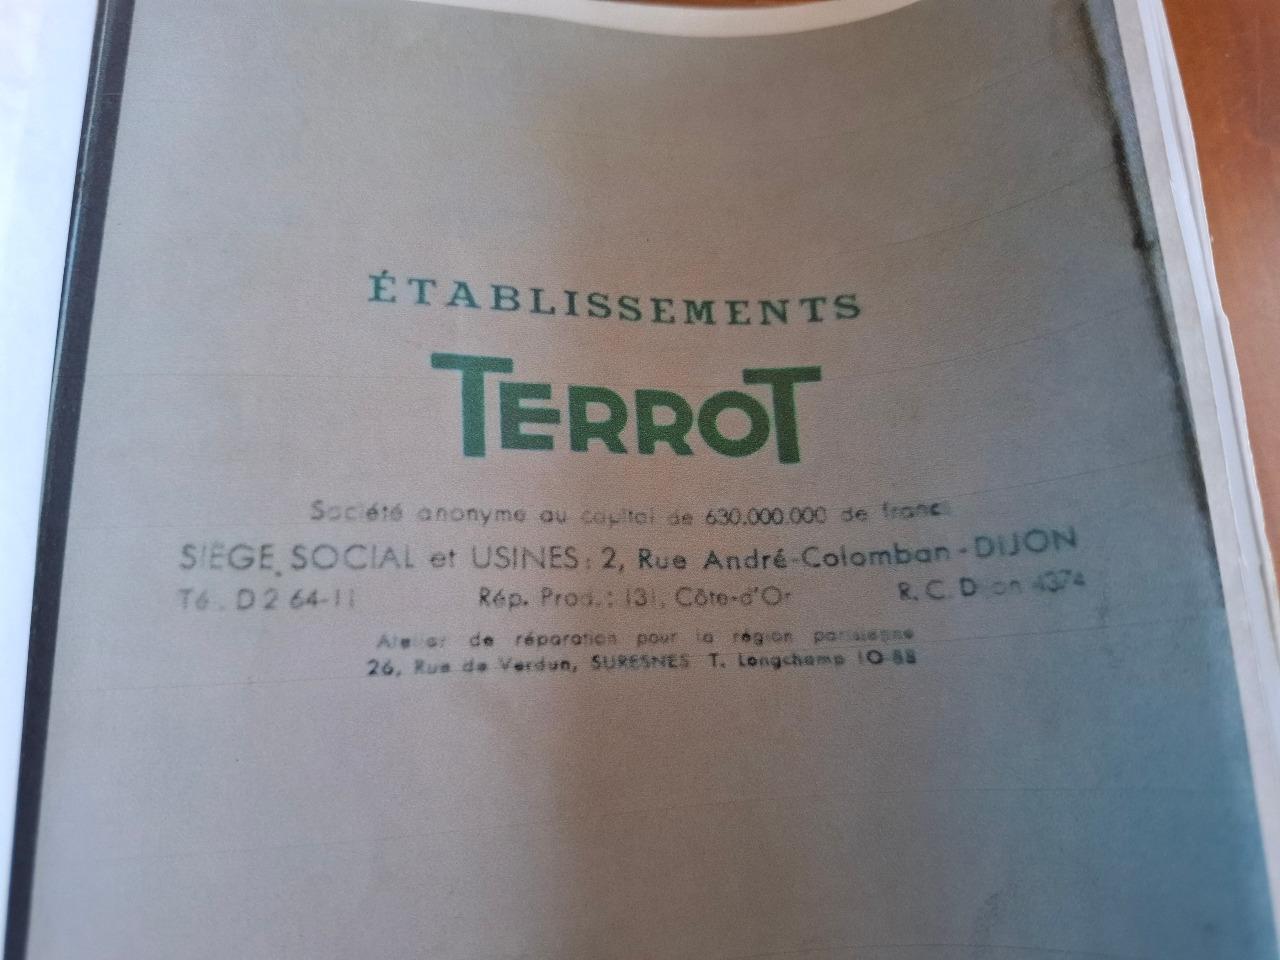 ÉTABLISSEMENTS
TERROT
Société anonyme au capital de 630.000.000 de francs
SIÈGE SOCIAL et USINES : 2, Rue André-Colomban - DIJON
Tél. D 2 64-11 Rép. Prod. : 131, Côte-d'Or R. C. Dijon 4374
Atelier de réparation pour la région parisienne
26, Rue de Verdun, SURESNES T. Longchamp 10-88